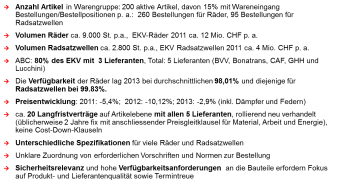 Anzahl Artikel in Warengruppe: 200 aktive Artikel, davon 15% mit Wareneingang
Bestellungen/Bestellpositionen p. a.: 260 Bestellungen für Räder, 95 Bestellungen für
Radsatzwellen
Volumen Räder ca. 9.000 St. p.a., EKV-Räder 2011 ca. 12 Mio. CHF p. a.
Volumen Radsatzwellen ca. 2.800 St. p.a., EKV Radsatzwellen 2011 ca. 4 Mio. CHF p. a.
ABC: 80% des EKV mit 3 Lieferanten, Total: 5 Lieferanten (BVV, Bonatrans, CAF, GHH und
Lucchini)
Die Verfügbarkeit der Räder lag 2013 bei durchschnittlichen 98,01% und diejenige für
Radsatzwellen bei 99.83%.
Preisentwicklung: 2011: -5,4%; 2012: -10,12%; 2013: -2,9% (inkl. Dämpfer und Federn)
ca. 20 Langfristverträge auf Artikelebene mit allen 5 Lieferanten, rollierend neu verhandelt
(üblicherweise 2 Jahre fix mit anschliessender Preisgleitklausel für Material, Arbeit und Energie),
keine Cost-Down-Klauseln
Unterschiedliche Spezifikationen für viele Räder und Radsatzwellen
Unklare Zuordnung von erforderlichen Vorschriften und Normen zur Bestellung
Sicherheitsrelevanz und hohe Verfügbarkeitsanforderungen an die Bauteile erfordern Fokus
auf Produkt- und Lieferantenqualität sowie Termintreue